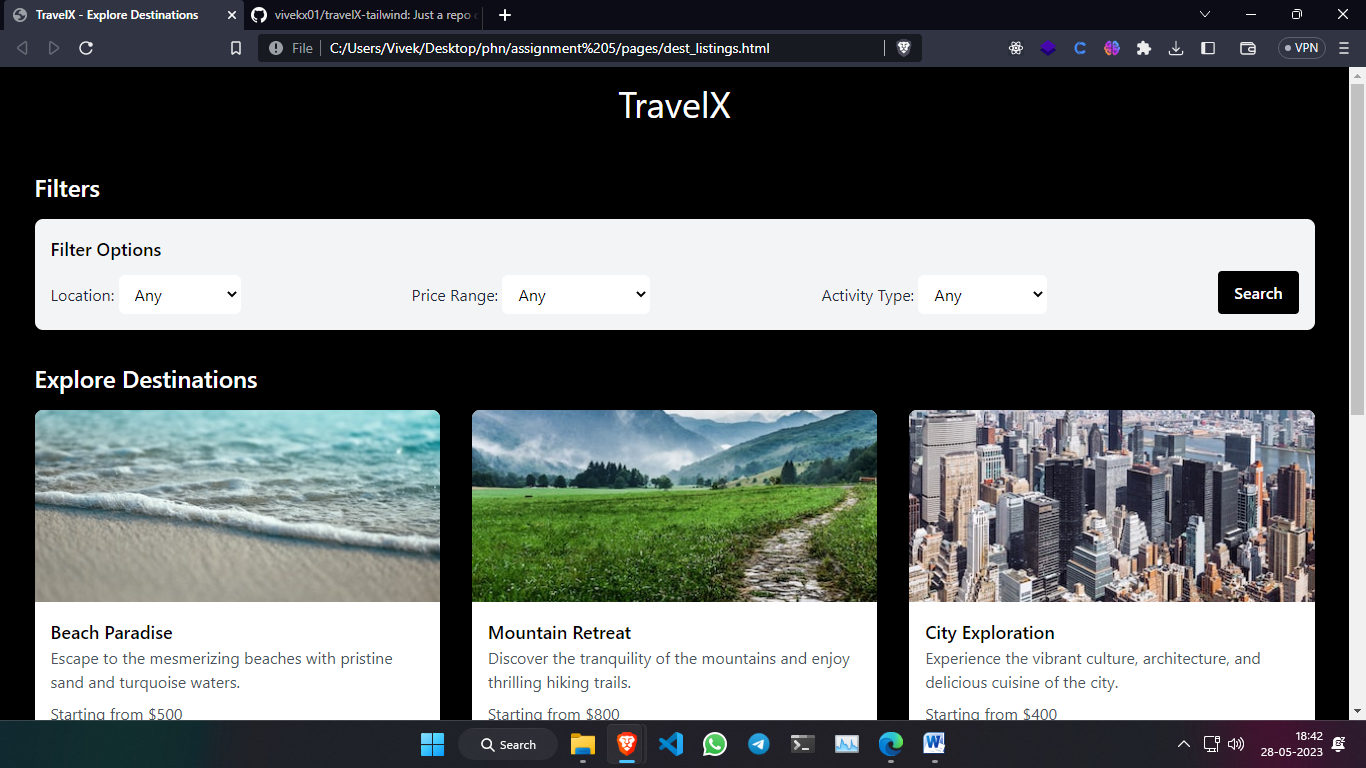 TravelX - Explore Destinations
vivekx01/travelX-tailwind: Just a repo
File
C:/Users/Vivek/Desktop/phn/assignment%205/pages/dest_listings.html
VPN
TravelX
Filters
Filter Options
Location: Any
Price Range: Any
Activity Type: Any
Search
Explore Destinations
Beach Paradise
Escape to the mesmerizing beaches with pristine
sand and turquoise waters.
Starting from $500
Mountain Retreat
Discover the tranquility of the mountains and enjoy
thrilling hiking trails.
Starting from $800
City Exploration
Experience the vibrant culture, architecture, and
delicious cuisine of the city.
Starting from $400
Search
18:42
28-05-2023